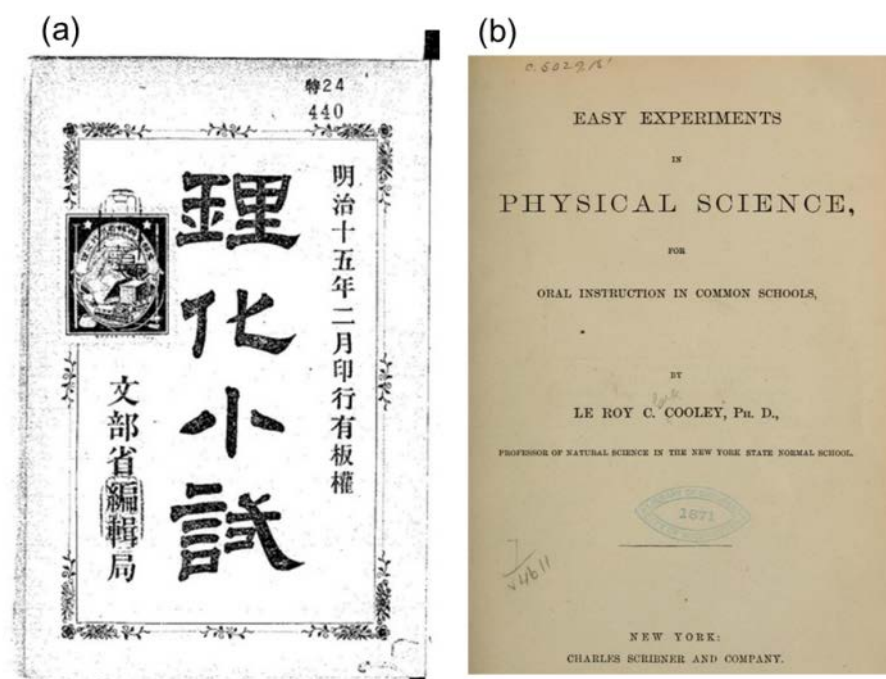 (a)
特24
440
明治十五年二月印行有板權
理化小試
文部省編輯局
(b)
EASY EXPERIMENTS
IN
PHYSICAL SCIENCE,
FOR
ORAL INSTRUCTION IN COMMON SCHOOLS,
BY
LE ROY C. COOLEY, PH. D.,
PROFESSOR OF NATURAL SCIENCE IN THE NEW YORK STATE NORMAL SCHOOL.
1871
NEW YORK:
CHARLES SCRIBNER AND COMPANY.